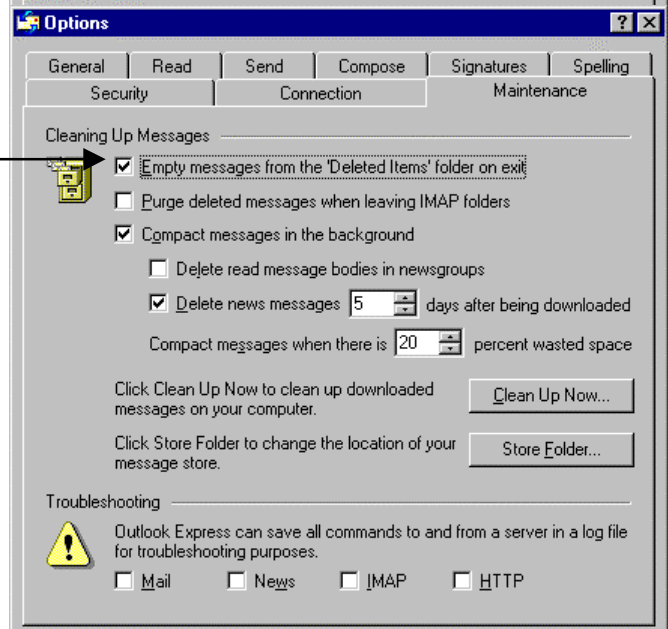 Options
General Read Send Compose Signatures Spelling
Security Connection Maintenance
Cleaning Up Messages
Empty messages from the 'Deleted Items' folder on exit
Purge deleted messages when leaving IMAP folders
Compact messages in the background
Delete read message bodies in newsgroups
Delete news messages 5 days after being downloaded
Compact messages when there is 20 percent wasted space
Click Clean Up Now to clean up downloaded
messages on your computer.
Clean Up Now...
Click Store Folder to change the location of your
message store.
Store Folder...
Troubleshooting
Outlook Express can save all commands to and from a server in a log file
for troubleshooting purposes.
Mail News IMAP HTTP